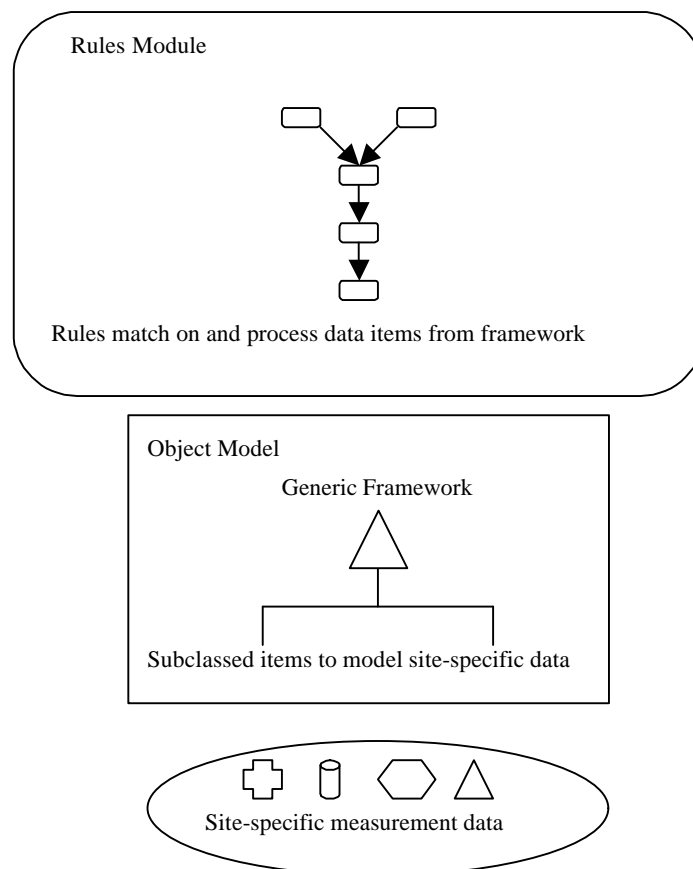 Rules Module
Rules match on and process data items from framework
Object Model
Generic Framework
Subclassed items to model site-specific data
Site-specific measurement data